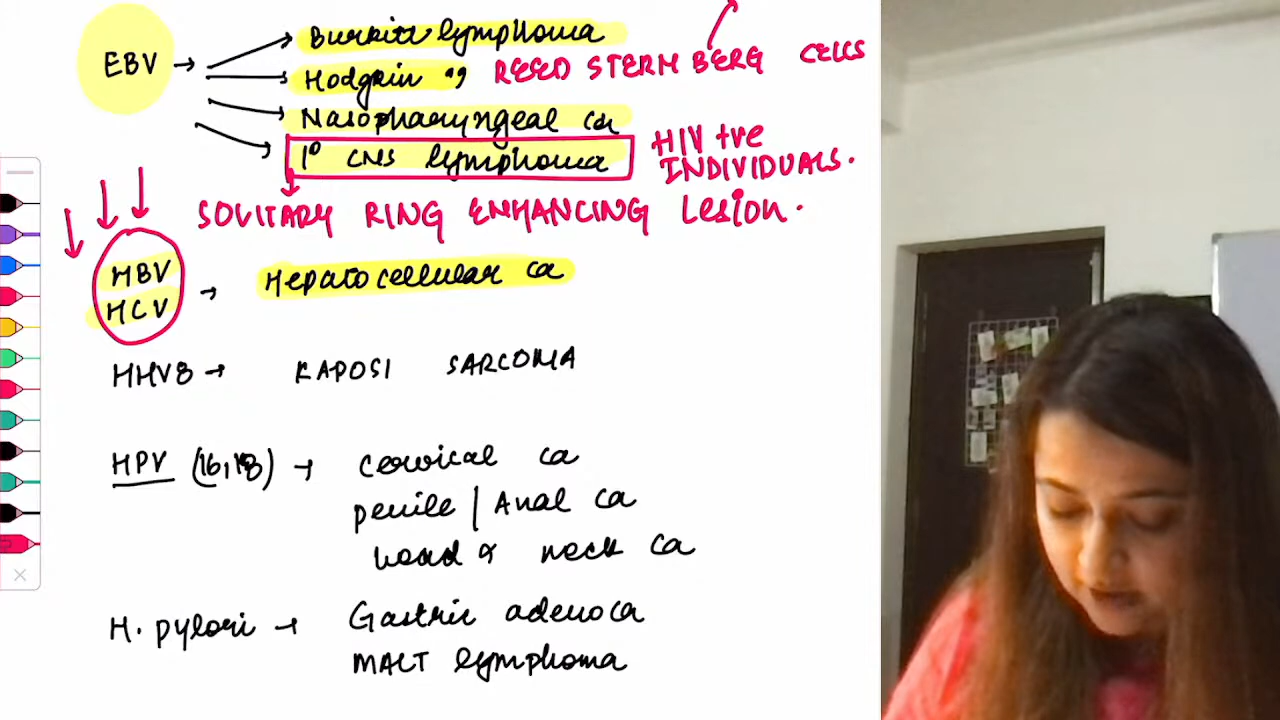 EBV → Burkitt lymphoma
Hodgkin " REED STERM BERG CELLS
Nasopharyngeal ca
1° CNS lymphoma HIV +ve INDIVIDUALS.
SOLITARY RING ENHANCING Lesion.
HBV
HCV → Hepatocellular ca
HHV8 → KAPOSI SARCOMA
HPV (16,18) → cervical ca
penile | Anal ca
head & neck ca
H. pylori → Gastric adenoca
MALT lymphoma